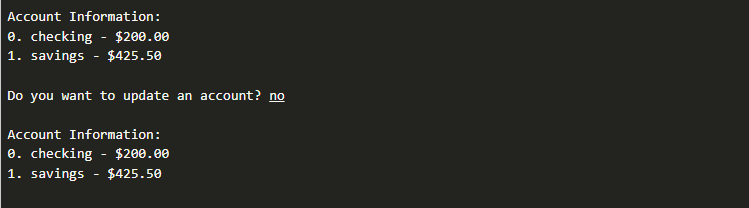 Account Information:
0. checking - $200.00
1. savings - $425.50
Do you want to update an account? no
Account Information:
0. checking - $200.00
1. savings - $425.50